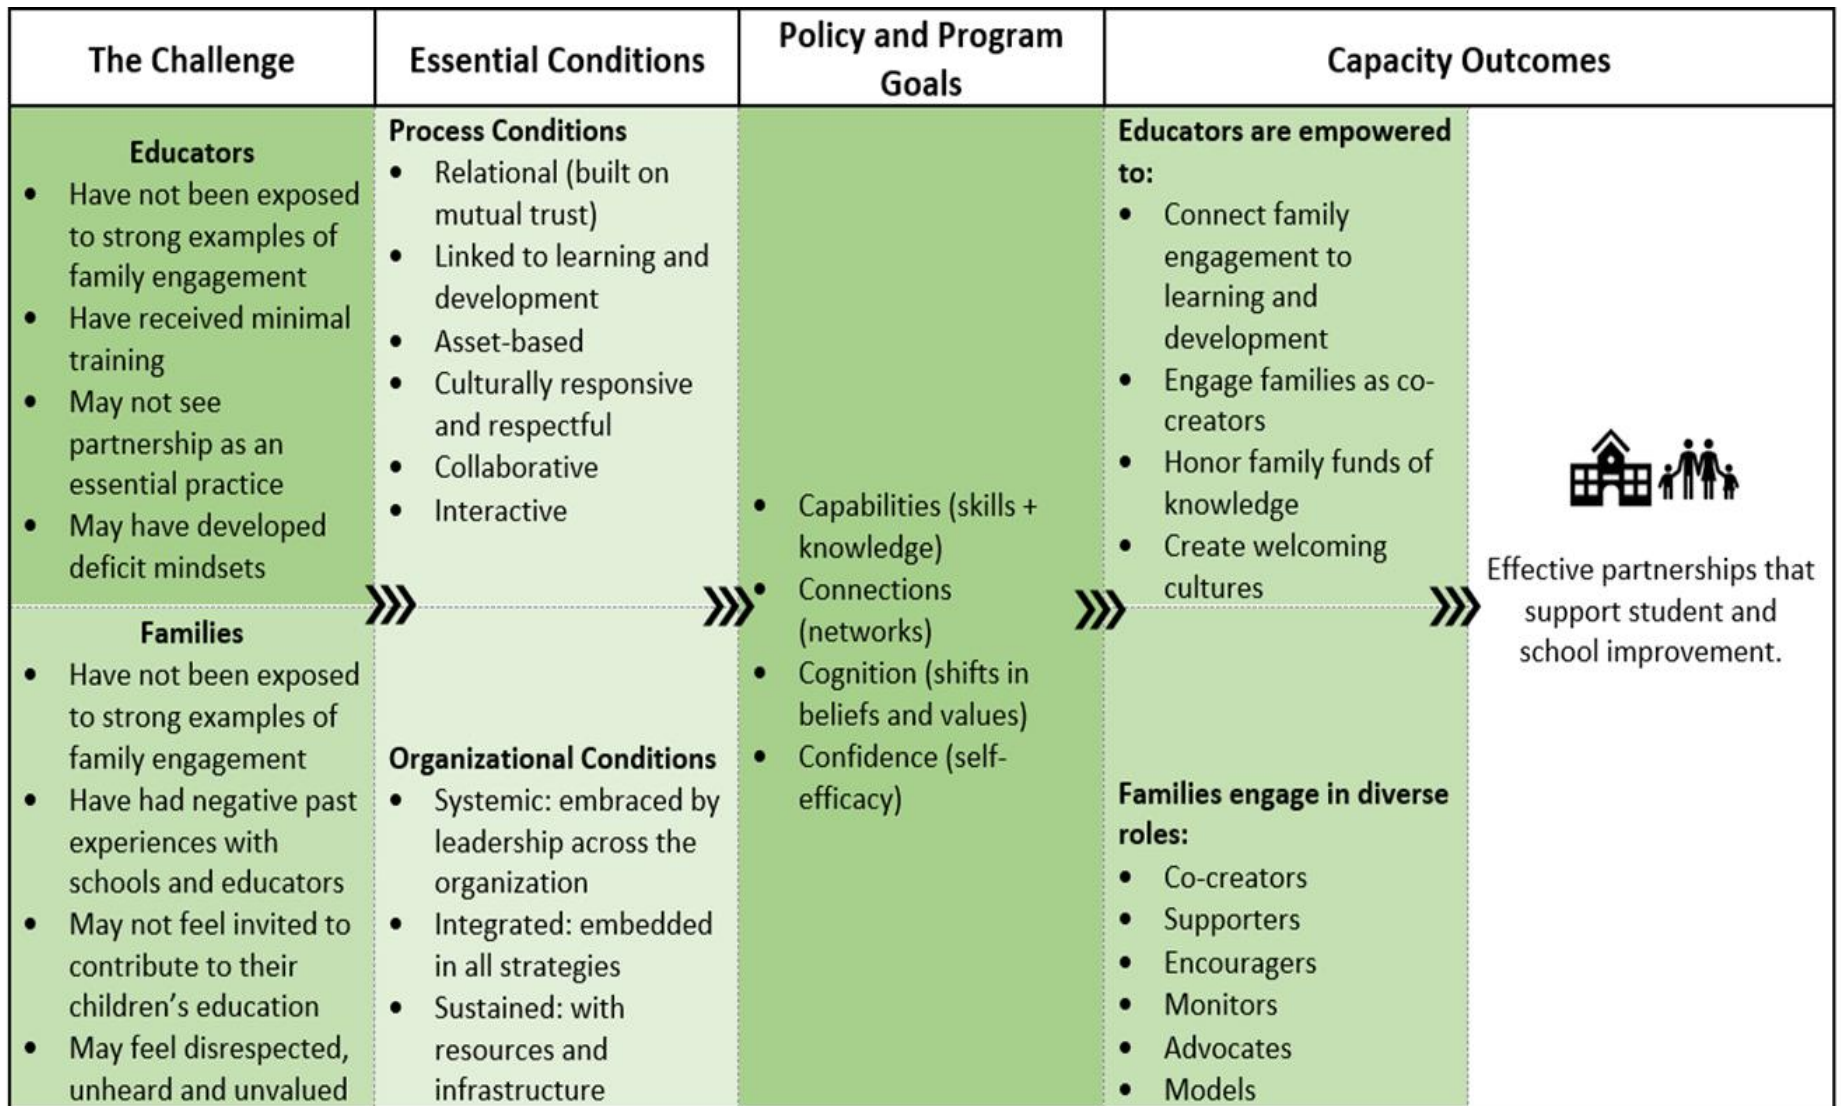 The Challenge
Essential Conditions
Policy and Program
Goals
Capacity Outcomes
Educators
• Have not been exposed
to strong examples of
family engagement
• Have received minimal
training
• May not see
partnership as an
essential practice
• May have developed
deficit mindsets
Families
• Have not been exposed
to strong examples of
family engagement
• Have had negative past
experiences with
schools and educators
• May not feel invited to
contribute to their
children’s education
• May feel disrespected,
unheard and unvalued
Process Conditions
• Relational (built on
mutual trust)
• Linked to learning and
development
• Asset-based
• Culturally responsive
and respectful
• Collaborative
• Interactive
Organizational Conditions
• Systemic: embraced by
leadership across the
organization
• Integrated: embedded
in all strategies
• Sustained: with
resources and
infrastructure
• Capabilities (skills +
knowledge)
• Connections
(networks)
• Cognition (shifts in
beliefs and values)
• Confidence (self-
efficacy)
Educators are empowered
to:
• Connect family
engagement to
learning and
development
• Engage families as co-
creators
• Honor family funds of
knowledge
• Create welcoming
cultures
Families engage in diverse
roles:
• Co-creators
• Supporters
• Encouragers
• Monitors
• Advocates
• Models
Effective partnerships that
support student and
school improvement.